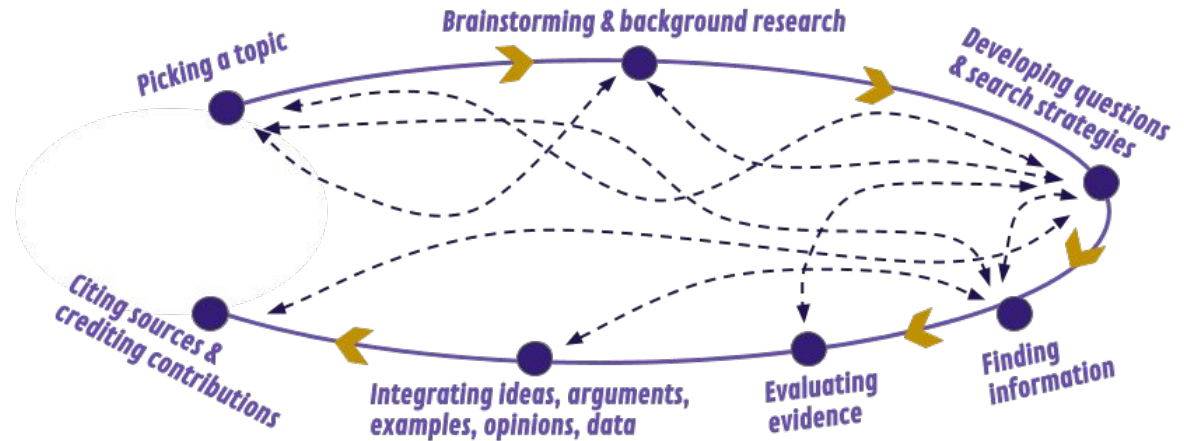 Picking a topic
Brainstorming & background research
Developing questions
& search strategies
Finding
information
Evaluating
evidence
Integrating ideas, arguments,
examples, opinions, data
Citing sources &
crediting contributions